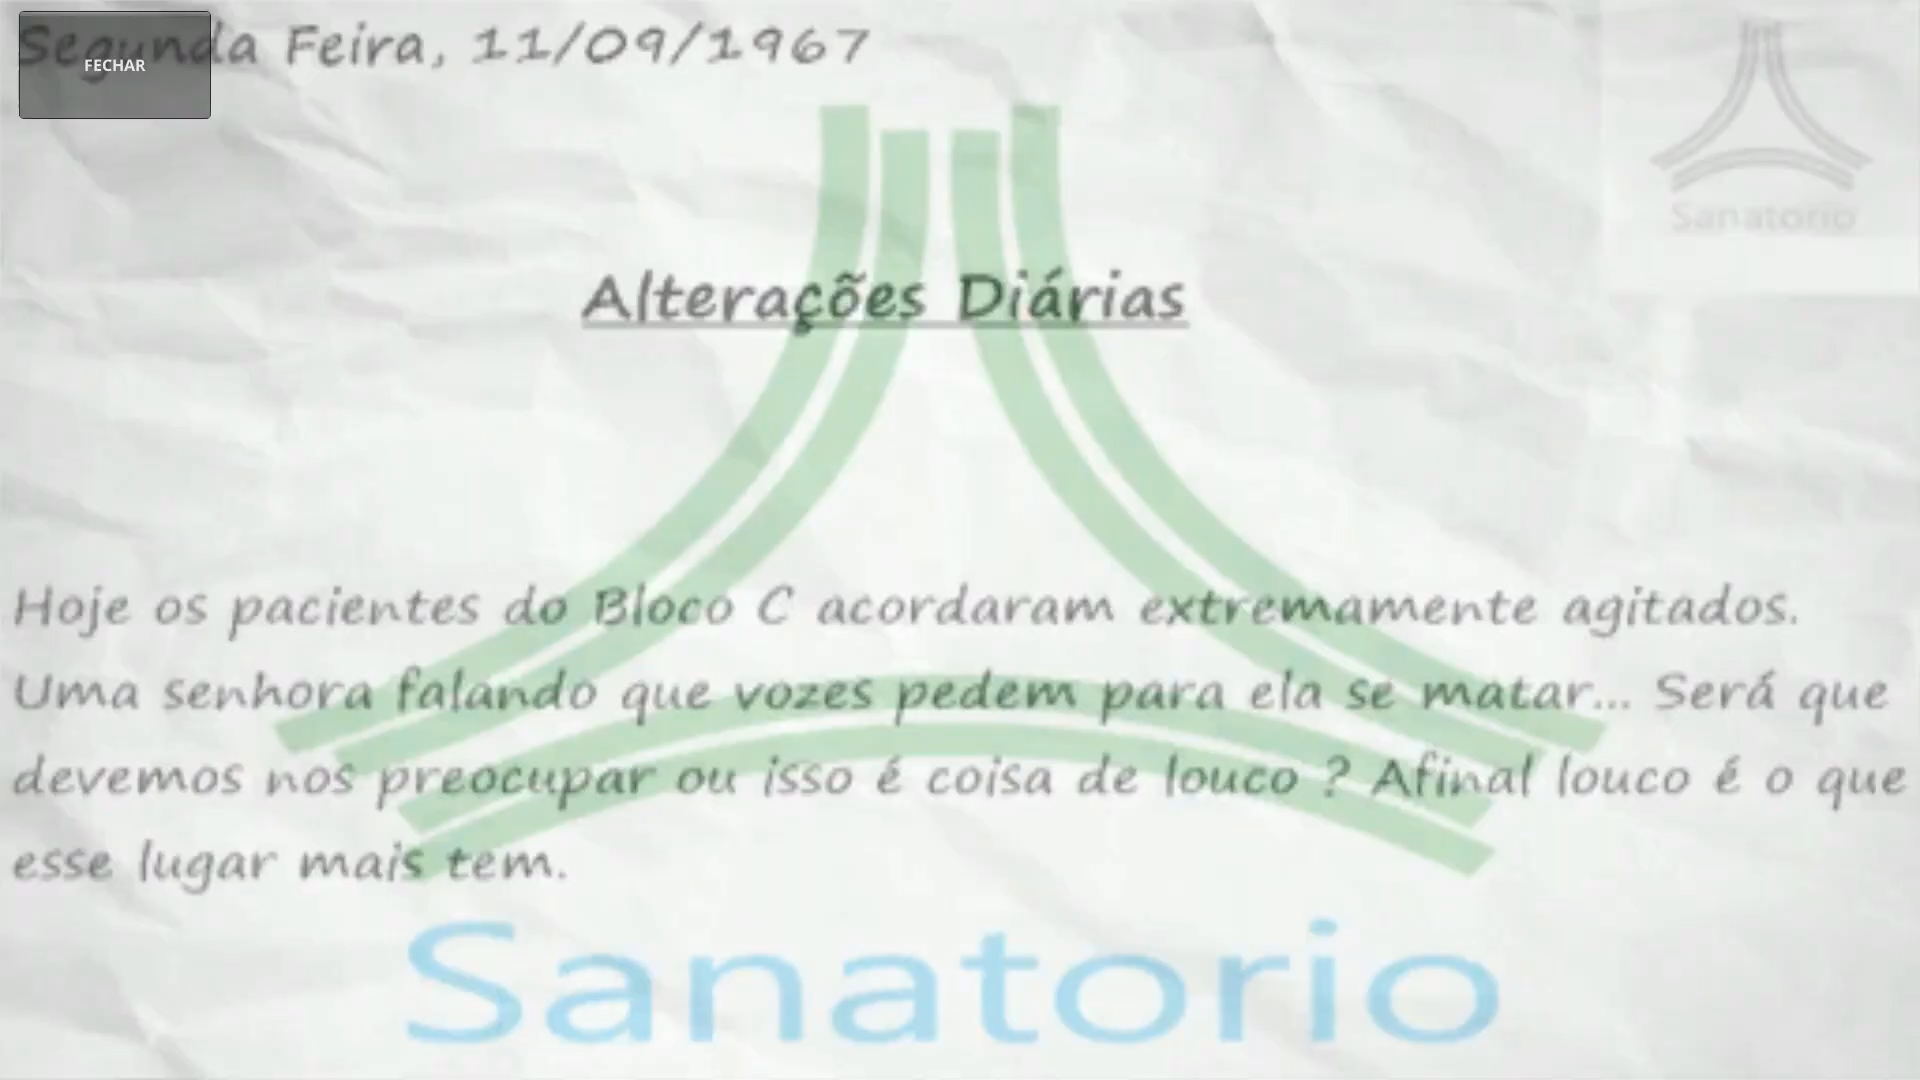 Segunda Feira, 11/09/1967
FECHAR
Sanatorio
Alterações Diárias
Hoje os pacientes do Bloco C acordaram extremamente agitados.
Uma senhora falando que vozes pedem para ela se matar... Será que
devemos nos preocupar ou isso é coisa de louco ? Afinal louco é o que
esse lugar mais tem.
Sanatorio